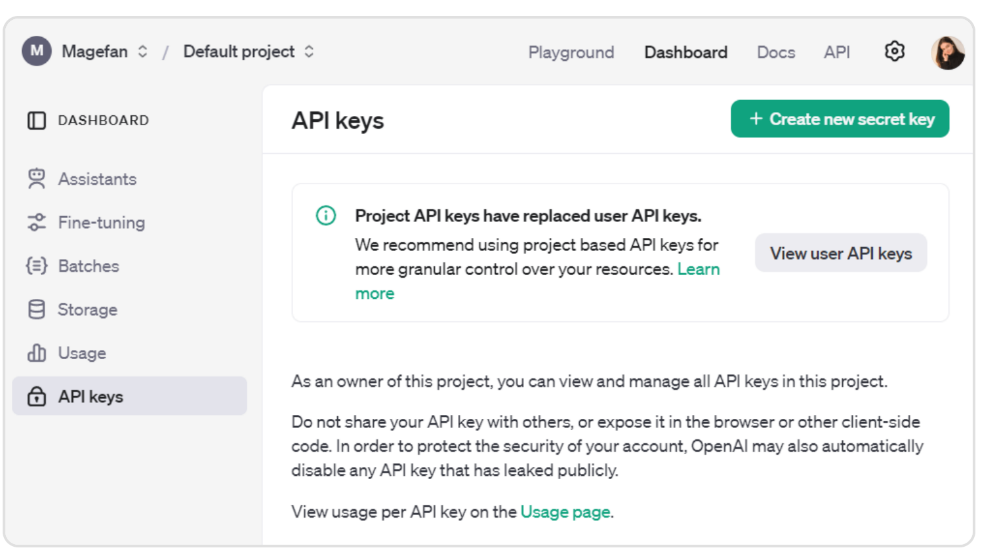 M Magefan / Default project
Playground Dashboard Docs API
DASHBOARD
Assistants
Fine-tuning
Batches
Storage
Usage
API keys
API keys
+ Create new secret key
Project API keys have replaced user API keys.
We recommend using project based API keys for
more granular control over your resources. Learn
more
View user API keys
As an owner of this project, you can view and manage all API keys in this project.
Do not share your API key with others, or expose it in the browser or other client-side
code. In order to protect the security of your account, OpenAI may also automatically
disable any API key that has leaked publicly.
View usage per API key on the Usage page.